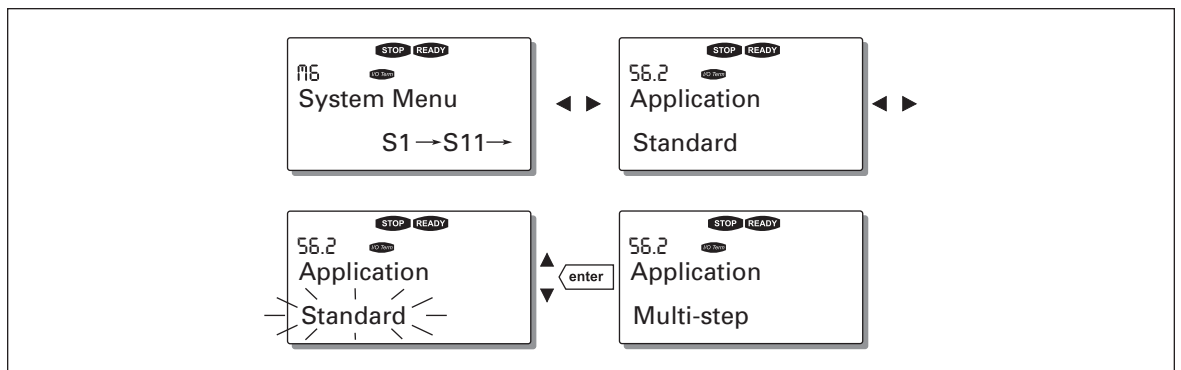 STOP READY
M6 I/O Term
System Menu
S1→S11→
◀ ▶
STOP READY
S6.2 I/O Term
Application
Standard
◀ ▶
STOP READY
S6.2 I/O Term
Application
Standard
▲
enter
▼
STOP READY
S6.2 I/O Term
Application
Multi-step